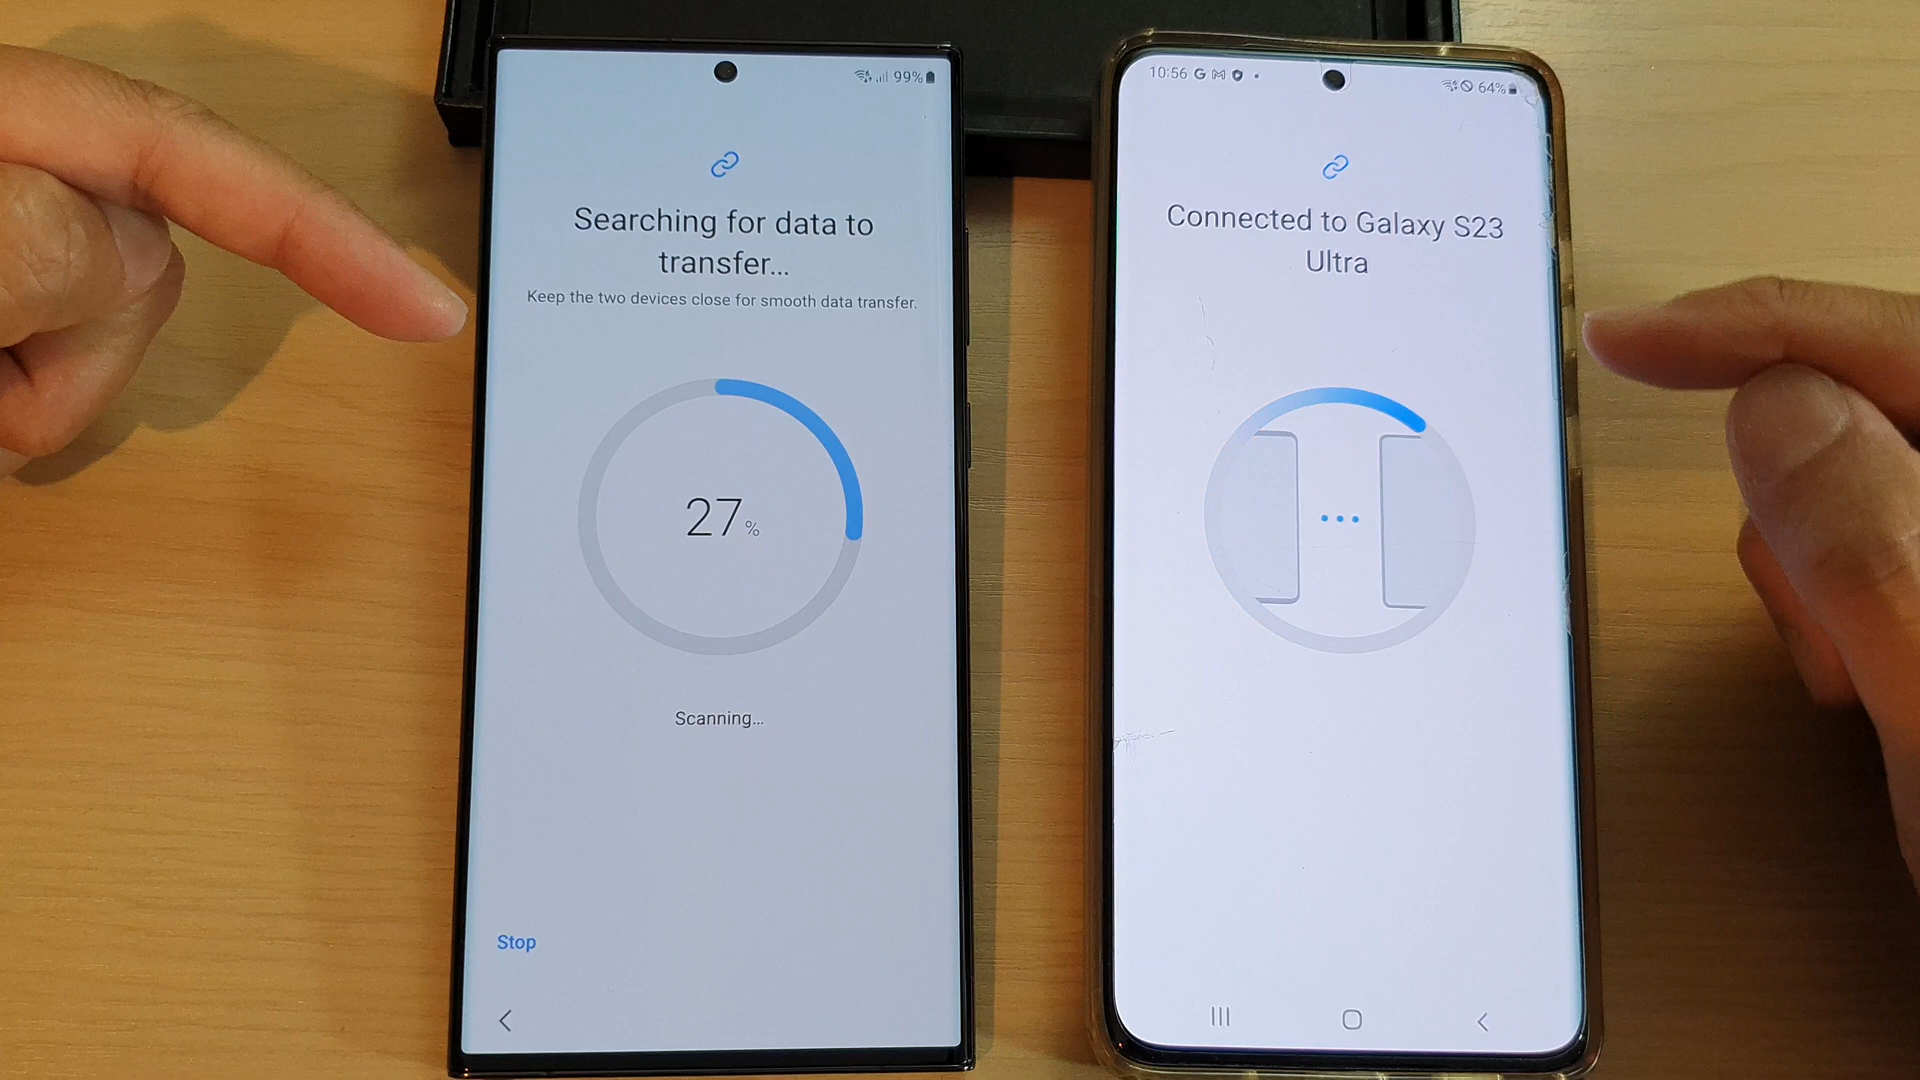 99%
Searching for data to
transfer...
Keep the two devices close for smooth data transfer.
27%
Scanning...
Stop
10:56 G M
64%
Connected to Galaxy S23
Ultra